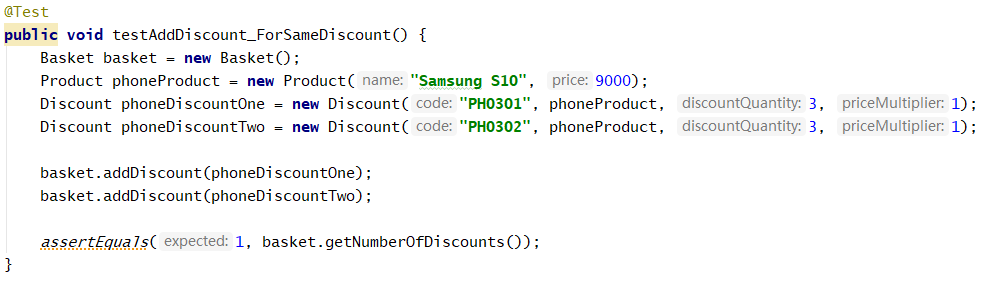 @Test
public void testAddDiscount_ForSameDiscount() {
Basket basket = new Basket();
Product phoneProduct = new Product( name: "Samsung S10", price: 9000);
Discount phoneDiscountOne = new Discount( code: "PH0301", phoneProduct, discountQuantity: 3, priceMultiplier: 1);
Discount phoneDiscountTwo = new Discount( code: "PH0302", phoneProduct, discountQuantity: 3, priceMultiplier: 1);
basket.addDiscount(phoneDiscountOne);
basket.addDiscount(phoneDiscountTwo);
assertEquals( expected: 1, basket.getNumberOfDiscounts());
}